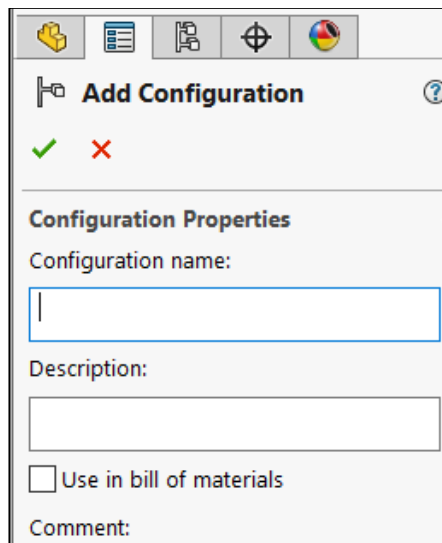 Add Configuration
?
Configuration Properties
Configuration name:
Description:
Use in bill of materials
Comment: